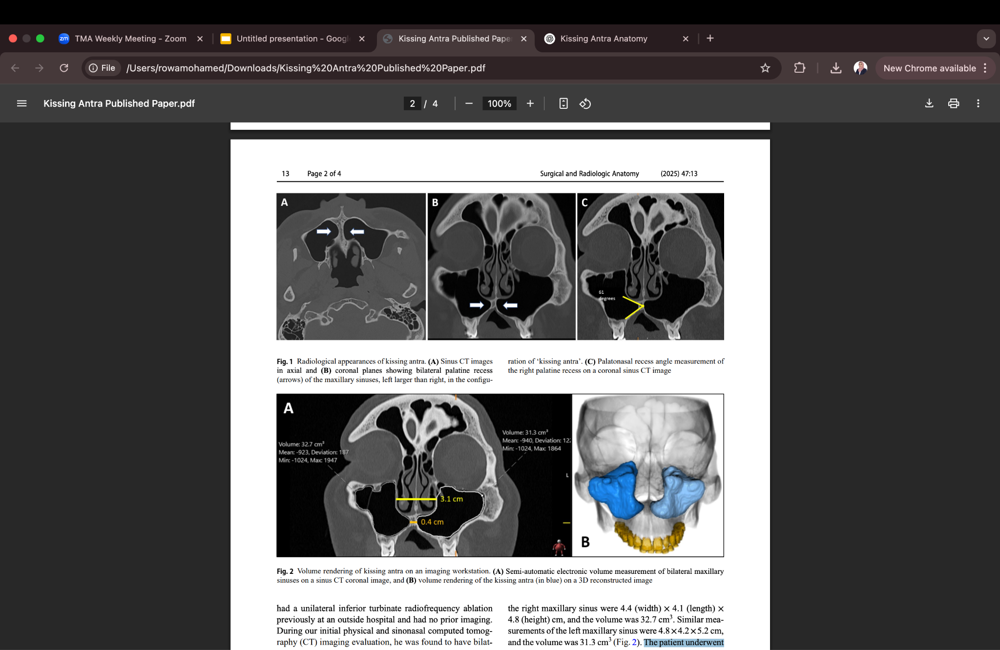 TMA Weekly Meeting - Zoom
Untitled presentation - Googl
Kissing Antra Published Pape
Kissing Antra Anatomy
File
/Users/rowamohamed/Downloads/Kissing%20Antra%20Published%20Paper.pdf
New Chrome available
Kissing Antra Published Paper.pdf
2 / 4
100%
13 Page 2 of 4
Surgical and Radiologic Anatomy (2025) 47:13
A
B
C
61
degrees
Fig. 1 Radiological appearances of kissing antra. (A) Sinus CT images
in axial and (B) coronal planes showing bilateral palatine recess
(arrows) of the maxillary sinuses, left larger than right, in the configu-
ration of ‘kissing antra’. (C) Palatonasal recess angle measurement of
the right palatine recess on a coronal sinus CT image
A
Volume: 32.7 cm³
Mean: -923, Deviation: 187
Min: -1024, Max: 1947
Volume: 31.3 cm³
Mean: -940, Deviation: 122
Min: -1024, Max: 1864
L
3.1 cm
0.4 cm
B
Fig. 2 Volume rendering of kissing antra on an imaging workstation. (A) Semi-automatic electronic volume measurement of bilateral maxillary
sinuses on a sinus CT coronal image, and (B) volume rendering of the kissing antra (in blue) on a 3D reconstructed image
had a unilateral inferior turbinate radiofrequency ablation
previously at an outside hospital and had no prior imaging.
During our initial physical and sinonasal computed tomog-
raphy (CT) imaging evaluation, he was found to have bilat-
the right maxillary sinus were 4.4 (width) × 4.1 (length) ×
4.8 (height) cm, and the volume was 32.7 cm³. Similar mea-
surements of the left maxillary sinus were 4.8×4.2×5.2 cm,
and the volume was 31.3 cm³ (Fig. 2). The patient underwent